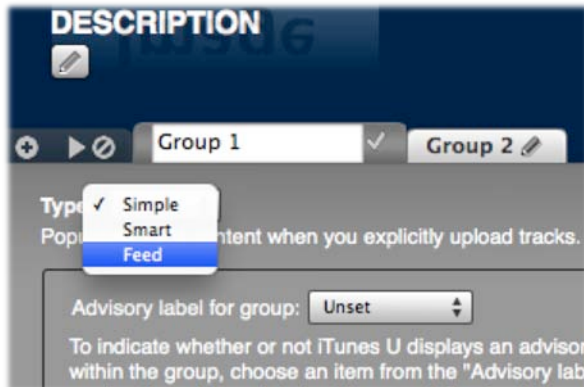 DESCRIPTION
Group 1
Group 2
Type
Simple
Smart
Feed
ntent when you explicitly upload tracks.
Advisory label for group: Unset
To indicate whether or not iTunes U displays an advisor
within the group, choose an item from the "Advisory lab